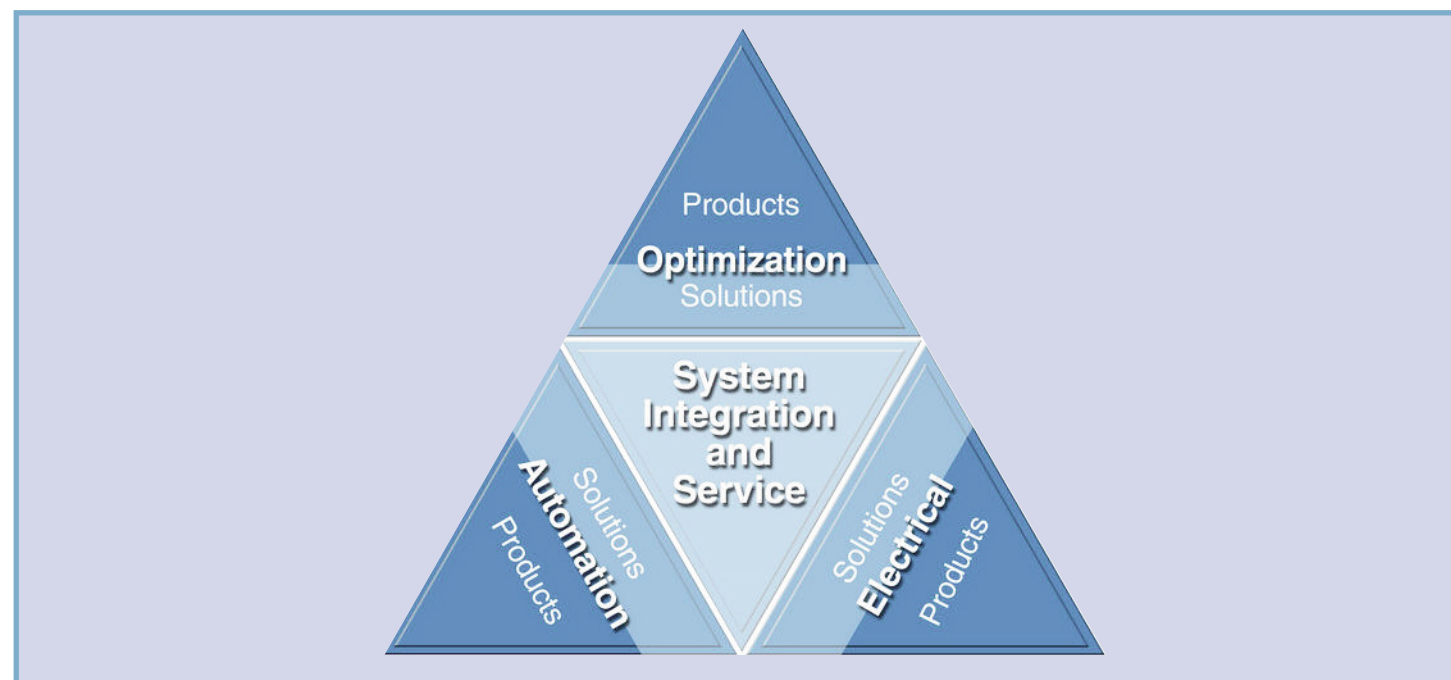 Products
Optimization
Solutions
System
Integration
and
Service
Solutions
Automation
Products
Solutions
Electrical
Products